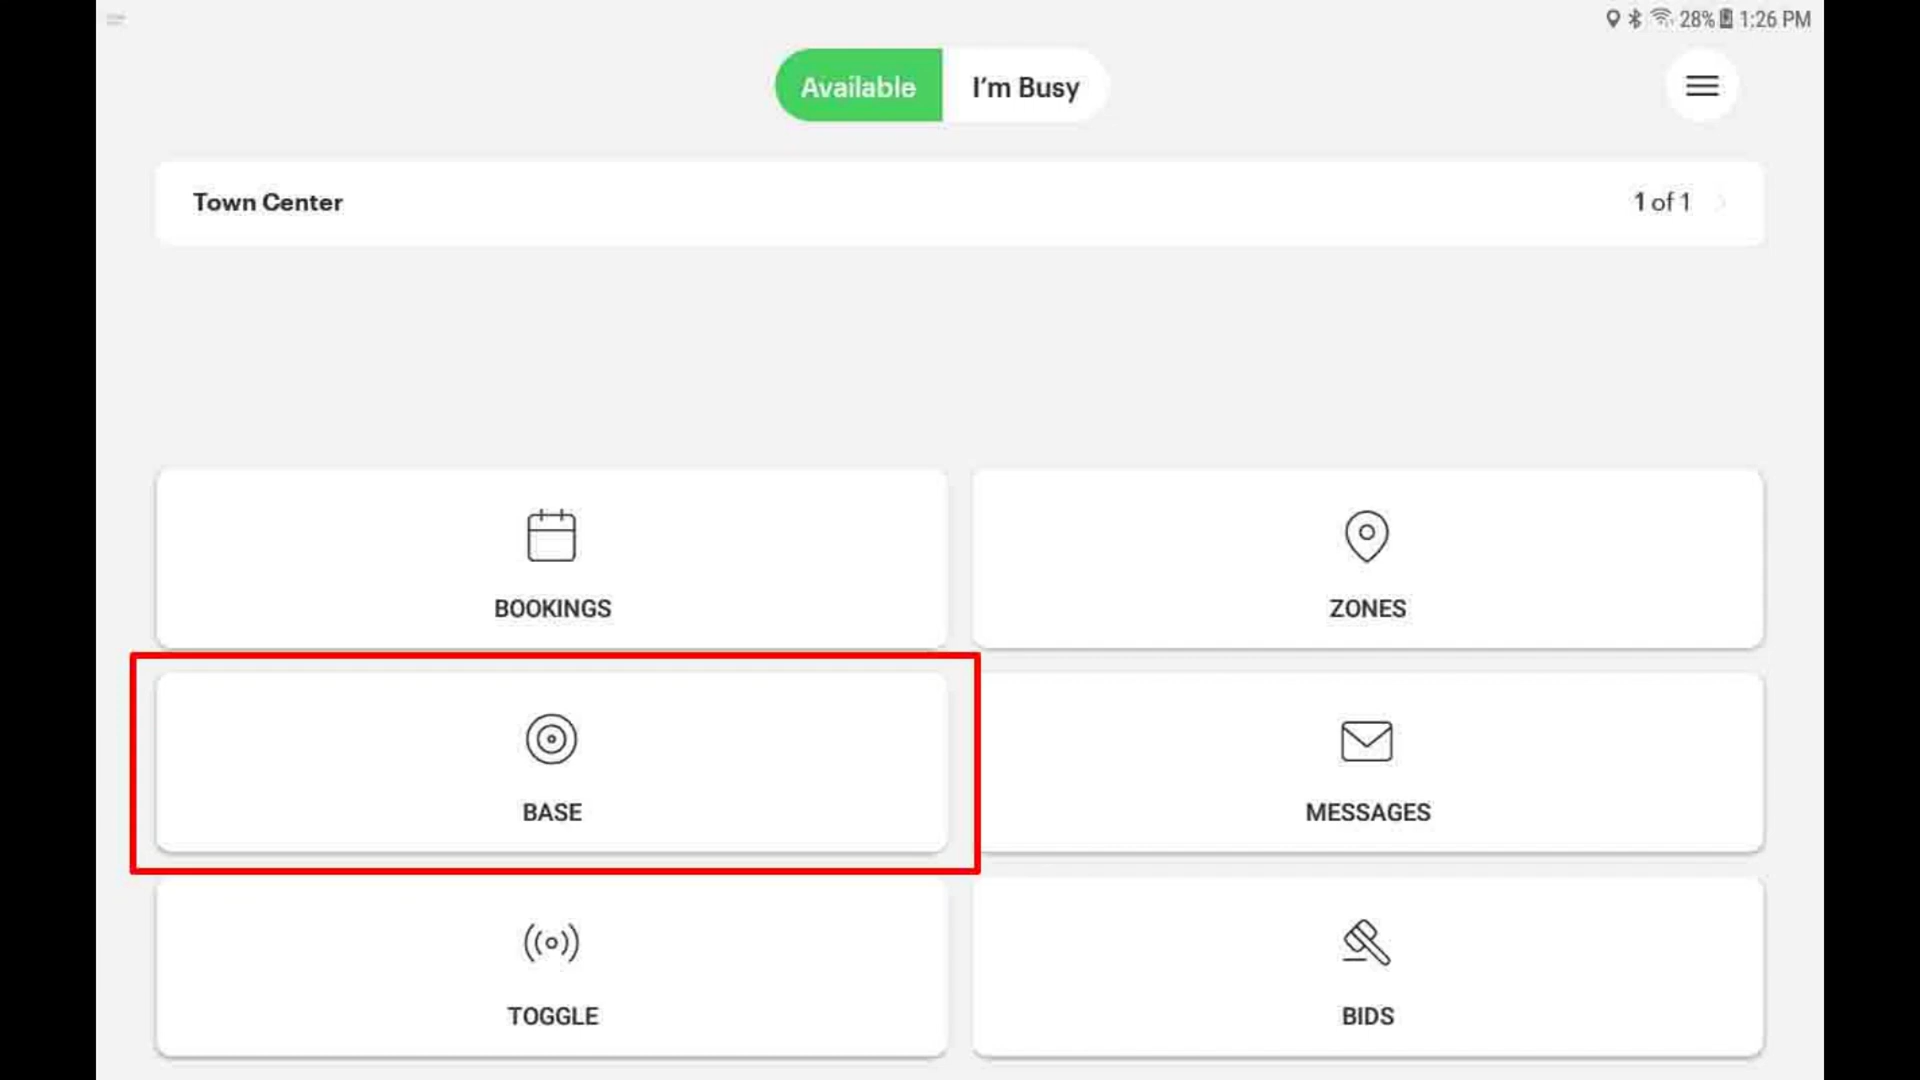 28% 1:26 PM
Available I'm Busy
Town Center 1 of 1
BOOKINGS ZONES
BASE MESSAGES
TOGGLE BIDS